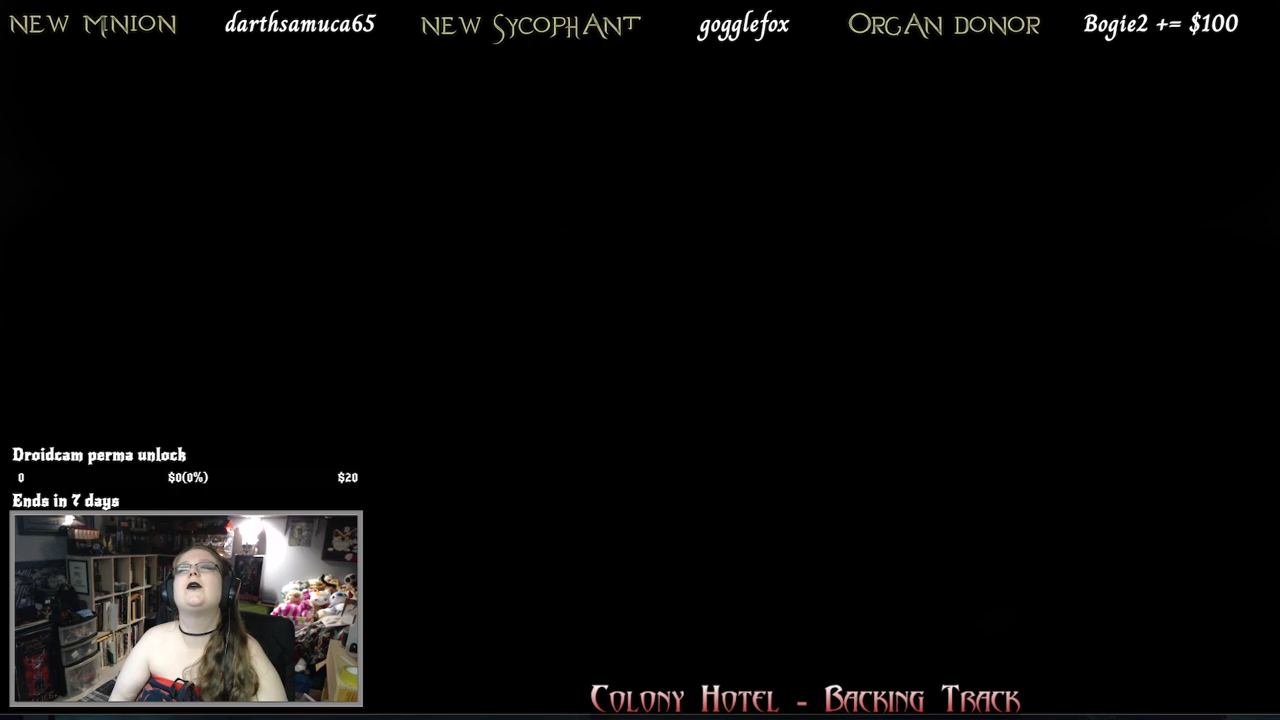 NEW MINION darthsamuca65 NEW SYCOPHANT gogglefox ORGAN DONOR Bogie2 += $100
Droidcam perma unlock
0 $0(0%) $20
Ends in 7 days
COLONY HOTEL - BACKING TRACK